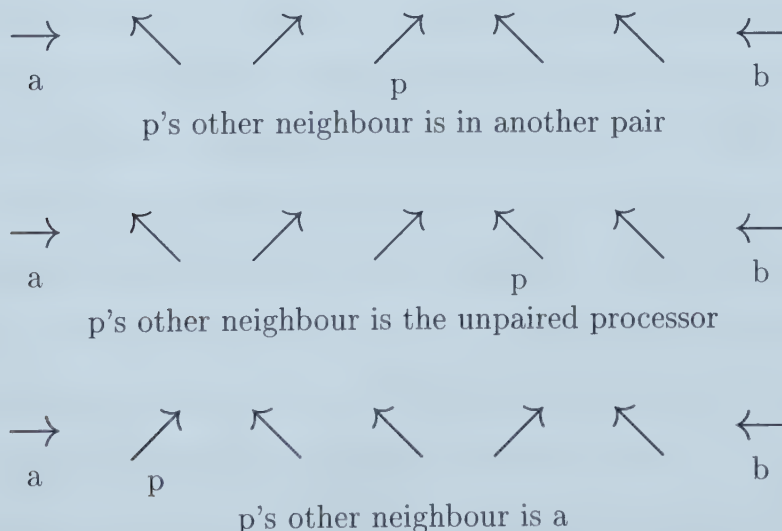 a p b
p's other neighbour is in another pair
a p b
p's other neighbour is the unpaired processor
a p b
p's other neighbour is a